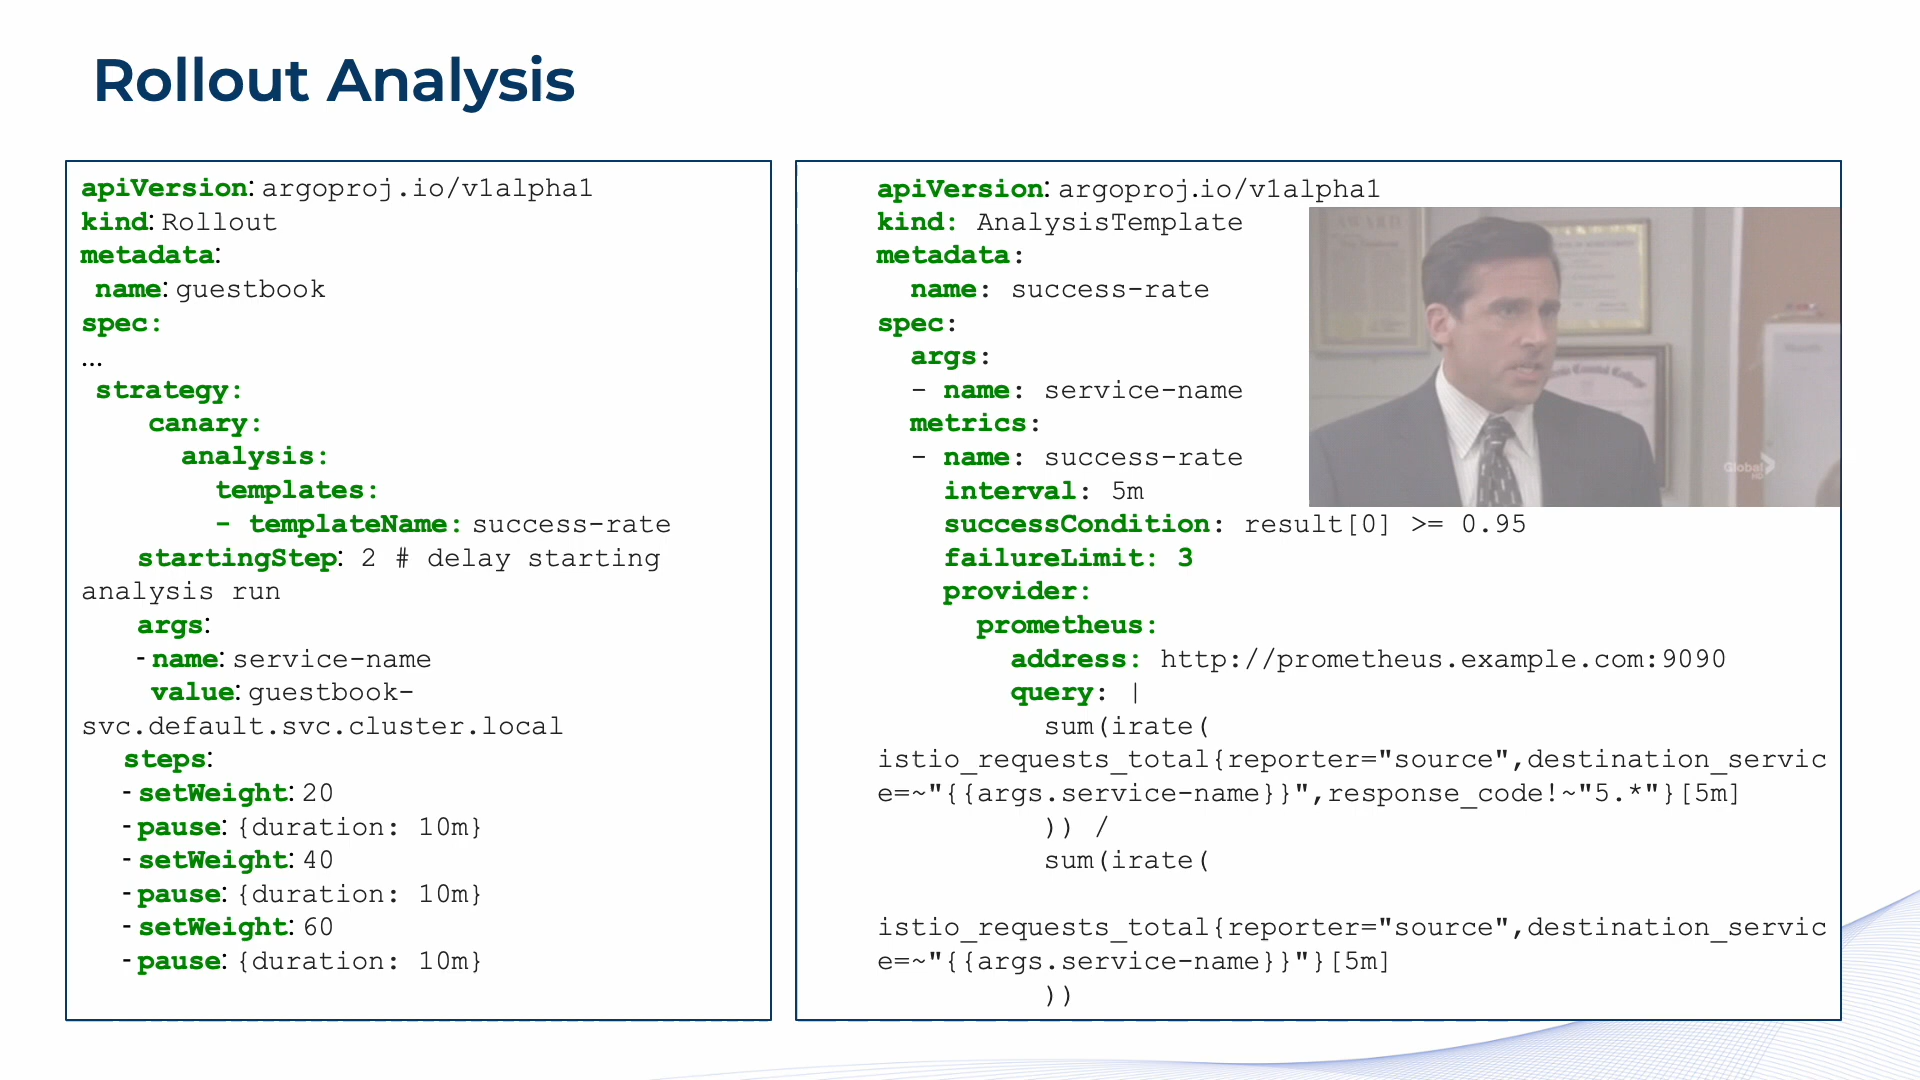 Rollout Analysis
apiVersion: argoproj.io/v1alpha1
kind: Rollout
metadata:
 name: guestbook
spec:
...
 strategy:
    canary:
      analysis:
        templates:
        - templateName: success-rate
    startingStep: 2 # delay starting
analysis run
    args:
    - name: service-name
      value: guestbook-
svc.default.svc.cluster.local
   steps:
   - setWeight: 20
   - pause: {duration: 10m}
   - setWeight: 40
   - pause: {duration: 10m}
   - setWeight: 60
   - pause: {duration: 10m}
apiVersion: argoproj.io/v1alpha1
kind: AnalysisTemplate
metadata:
  name: success-rate
spec:
  args:
  - name: service-name
  metrics:
  - name: success-rate
    interval: 5m
    successCondition: result[0] >= 0.95
    failureLimit: 3
    provider:
      prometheus:
        address: http://prometheus.example.com:9090
        query: |
          sum(irate(
istio_requests_total{reporter="source",destination_servic
e=~"{{args.service-name}}",response_code!~"5.*"}[5m]
          )) /
          sum(irate(
istio_requests_total{reporter="source",destination_servic
e=~"{{args.service-name}}"}[5m]
          ))
AWARD
Global
HD